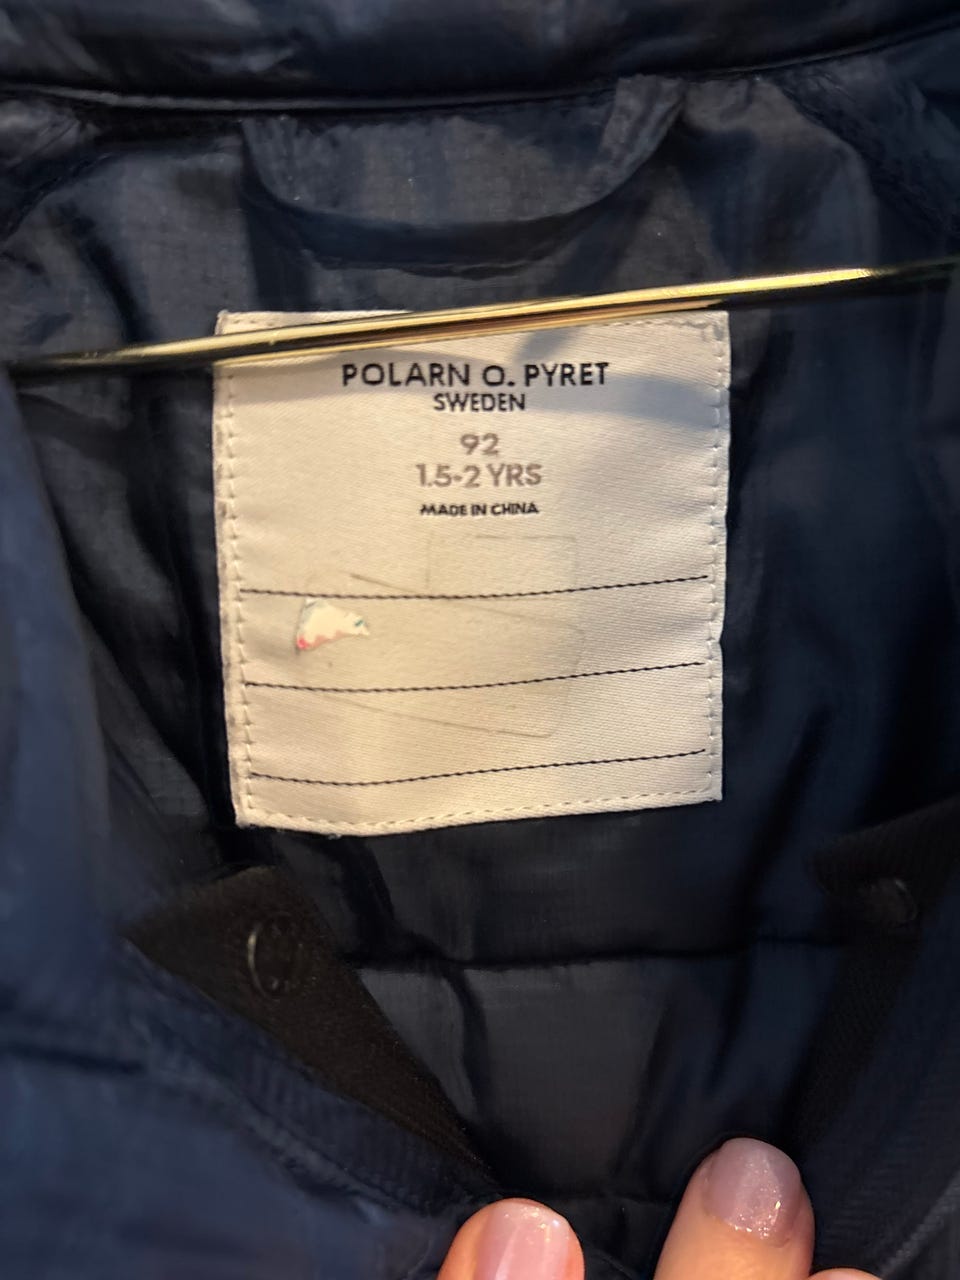 POLARN O. PYRET
SWEDEN
92
1.5-2 YRS
MADE IN CHINA